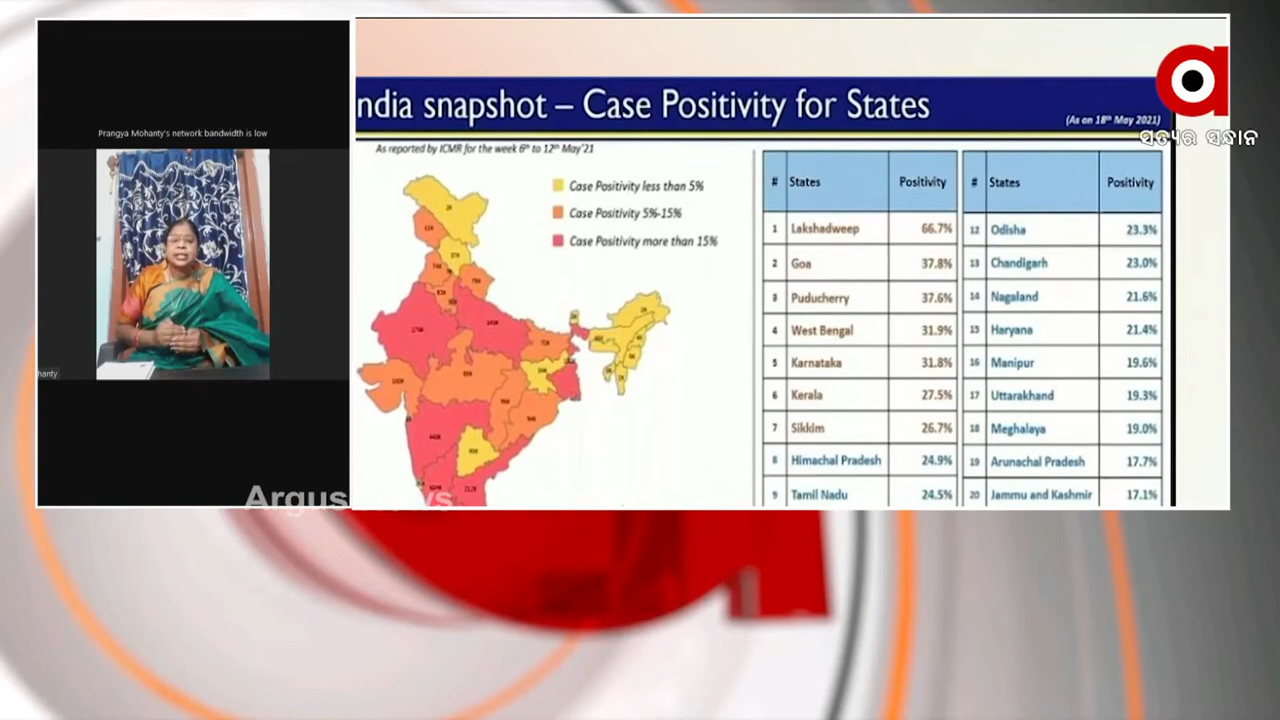 Prangya Mohanty's network bandwidth is low
hanty
ndia snapshot – Case Positivity for States
(As on 18th May 2021)
ସତ୍ୟର ସନ୍ଧାନ
As reported by ICMR for the week 6th to 12th May'21
Case Positivity less than 5%
Case Positivity 5%-15%
Case Positivity more than 15%
# States Positivity
1 Lakshadweep 66.7%
2 Goa 37.8%
3 Puducherry 37.6%
4 West Bengal 31.9%
5 Karnataka 31.8%
6 Kerala 27.5%
7 Sikkim 26.7%
8 Himachal Pradesh 24.9%
9 Tamil Nadu 24.5%
# States Positivity
12 Odisha 23.3%
13 Chandigarh 23.0%
14 Nagaland 21.6%
15 Haryana 21.4%
16 Manipur 19.6%
17 Uttarakhand 19.3%
18 Meghalaya 19.0%
19 Arunachal Pradesh 17.7%
20 Jammu and Kashmir 17.1%
Argus News